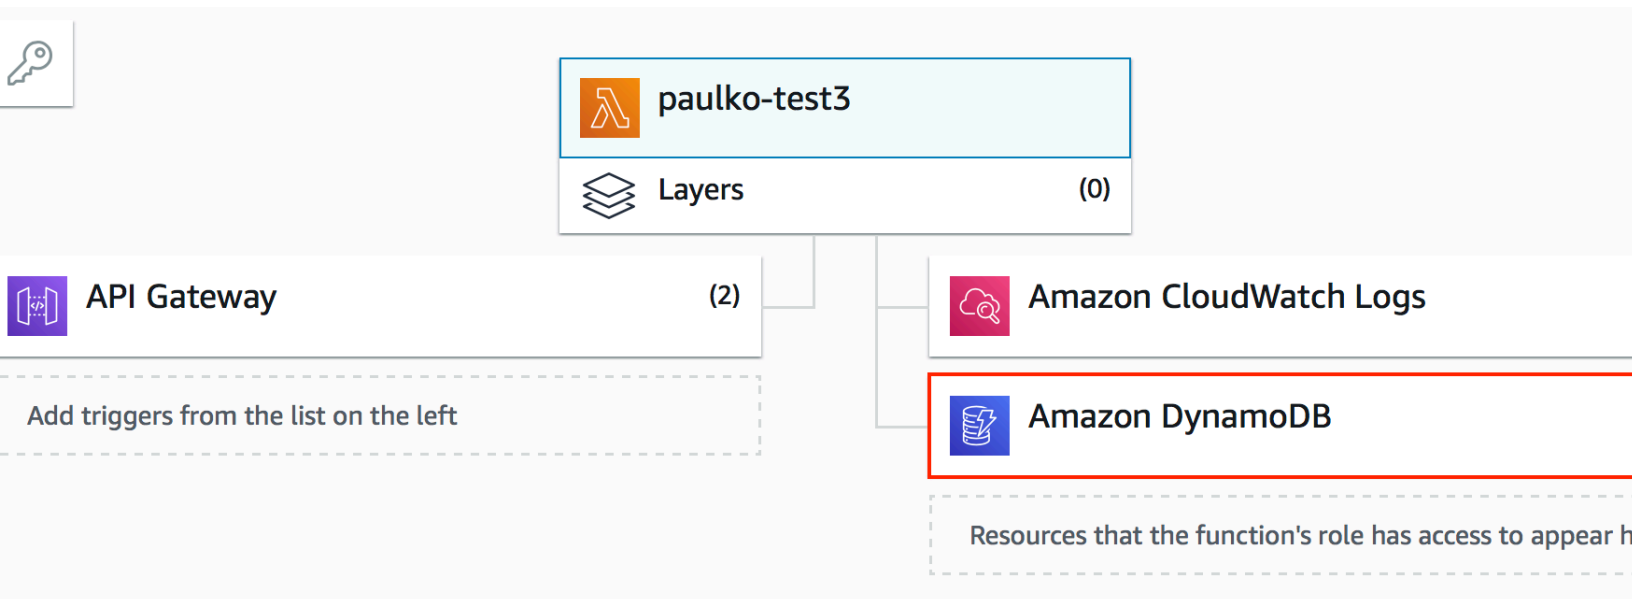 paulko-test3
Layers (0)
API Gateway (2)
Amazon CloudWatch Logs
Amazon DynamoDB
Add triggers from the list on the left
Resources that the function's role has access to appear